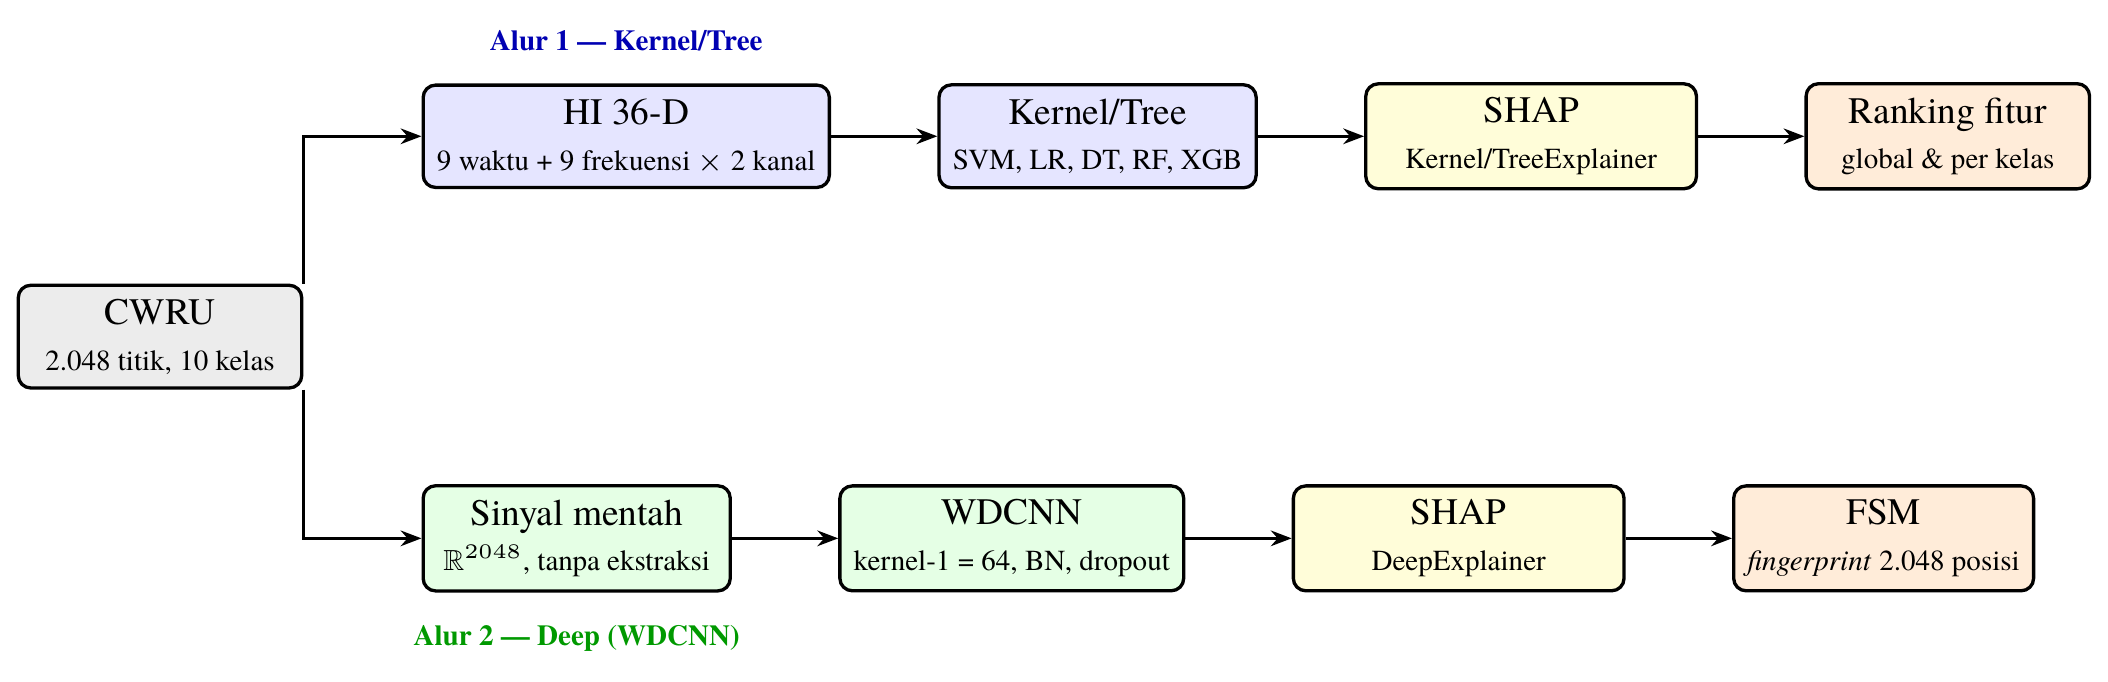 Alur 1 — Kernel/Tree
HI 36-D
9 waktu + 9 frekuensi × 2 kanal
Kernel/Tree
SVM, LR, DT, RF, XGB
SHAP
Kernel/TreeExplainer
Ranking fitur
global & per kelas
CWRU
2.048 titik, 10 kelas
Sinyal mentah
ℝ²⁰⁴⁸, tanpa ekstraksi
WDCNN
kernel-1 = 64, BN, dropout
SHAP
DeepExplainer
FSM
fingerprint 2.048 posisi
Alur 2 — Deep (WDCNN)